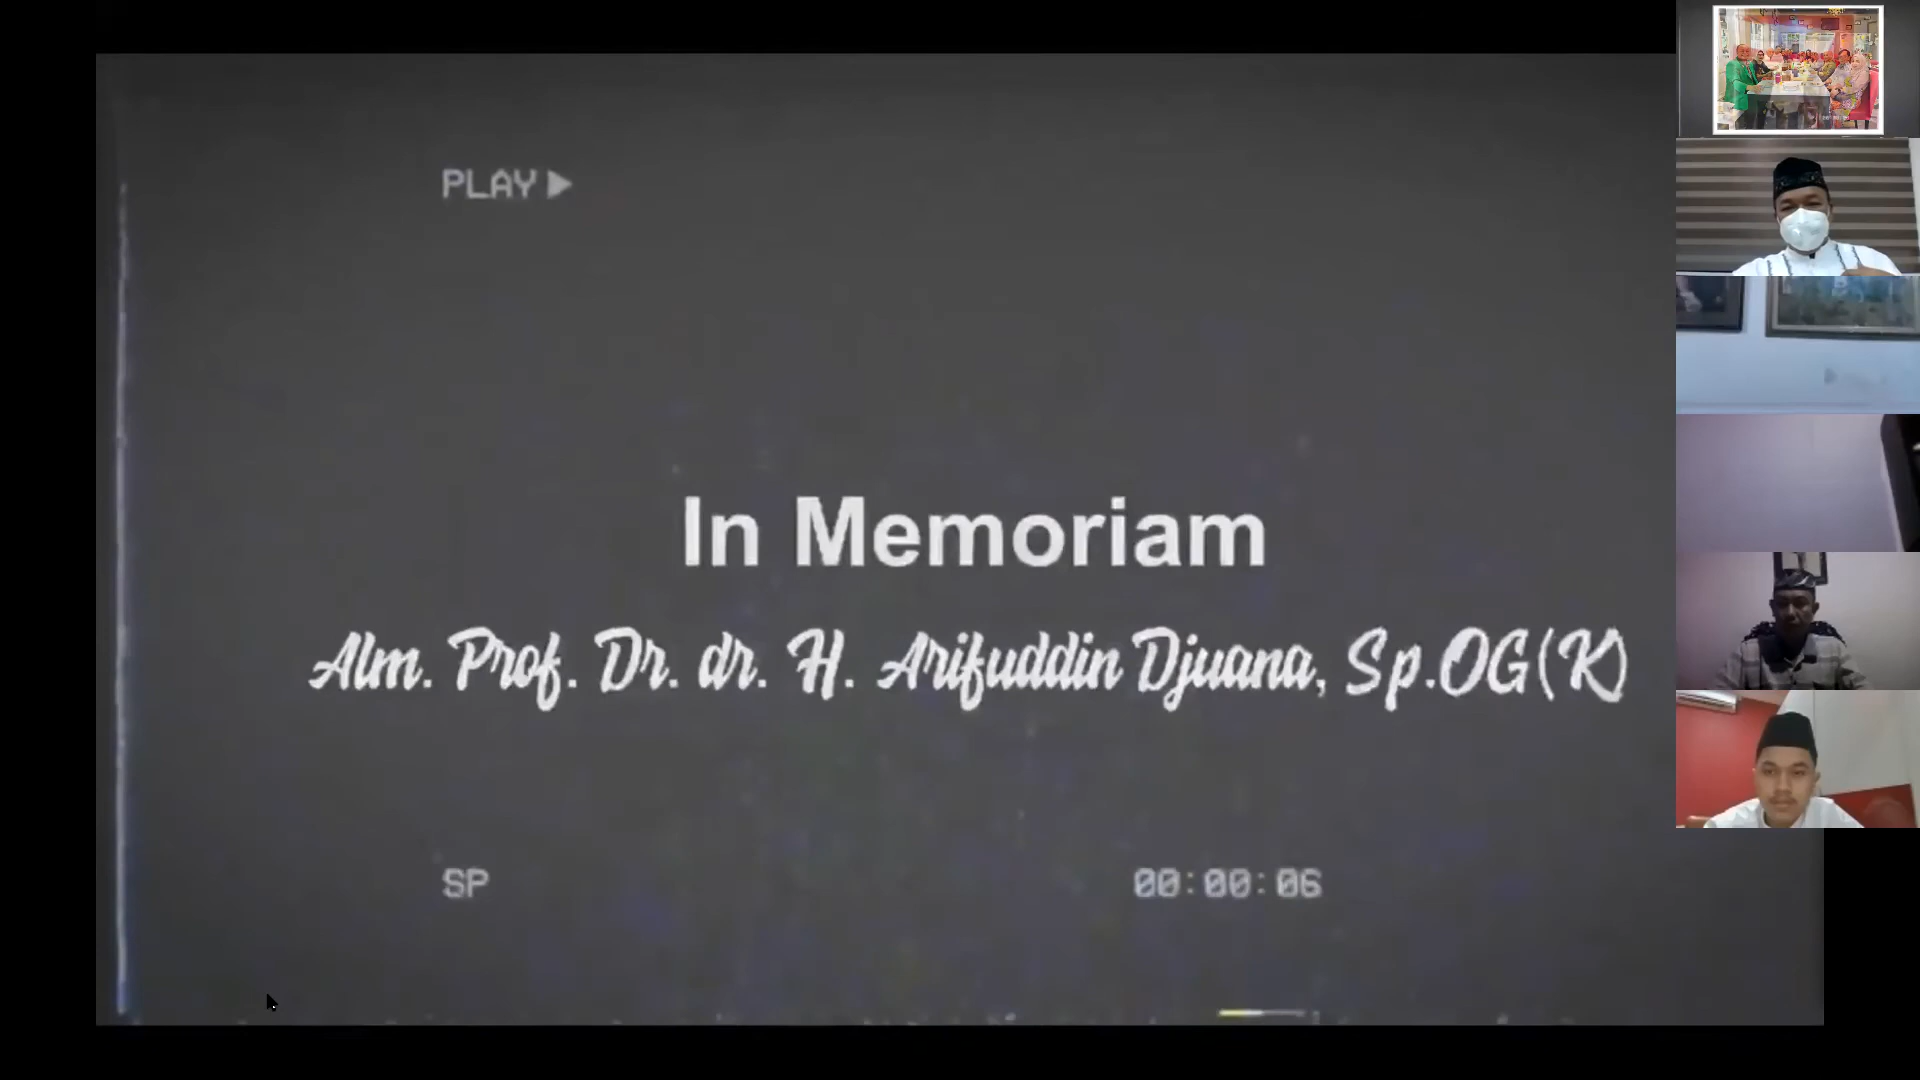 PLAY
In Memoriam
Alm. Prof. Dr. dr. H. Arifuddin Djuana, Sp.OG(K)
SP 00:00:06